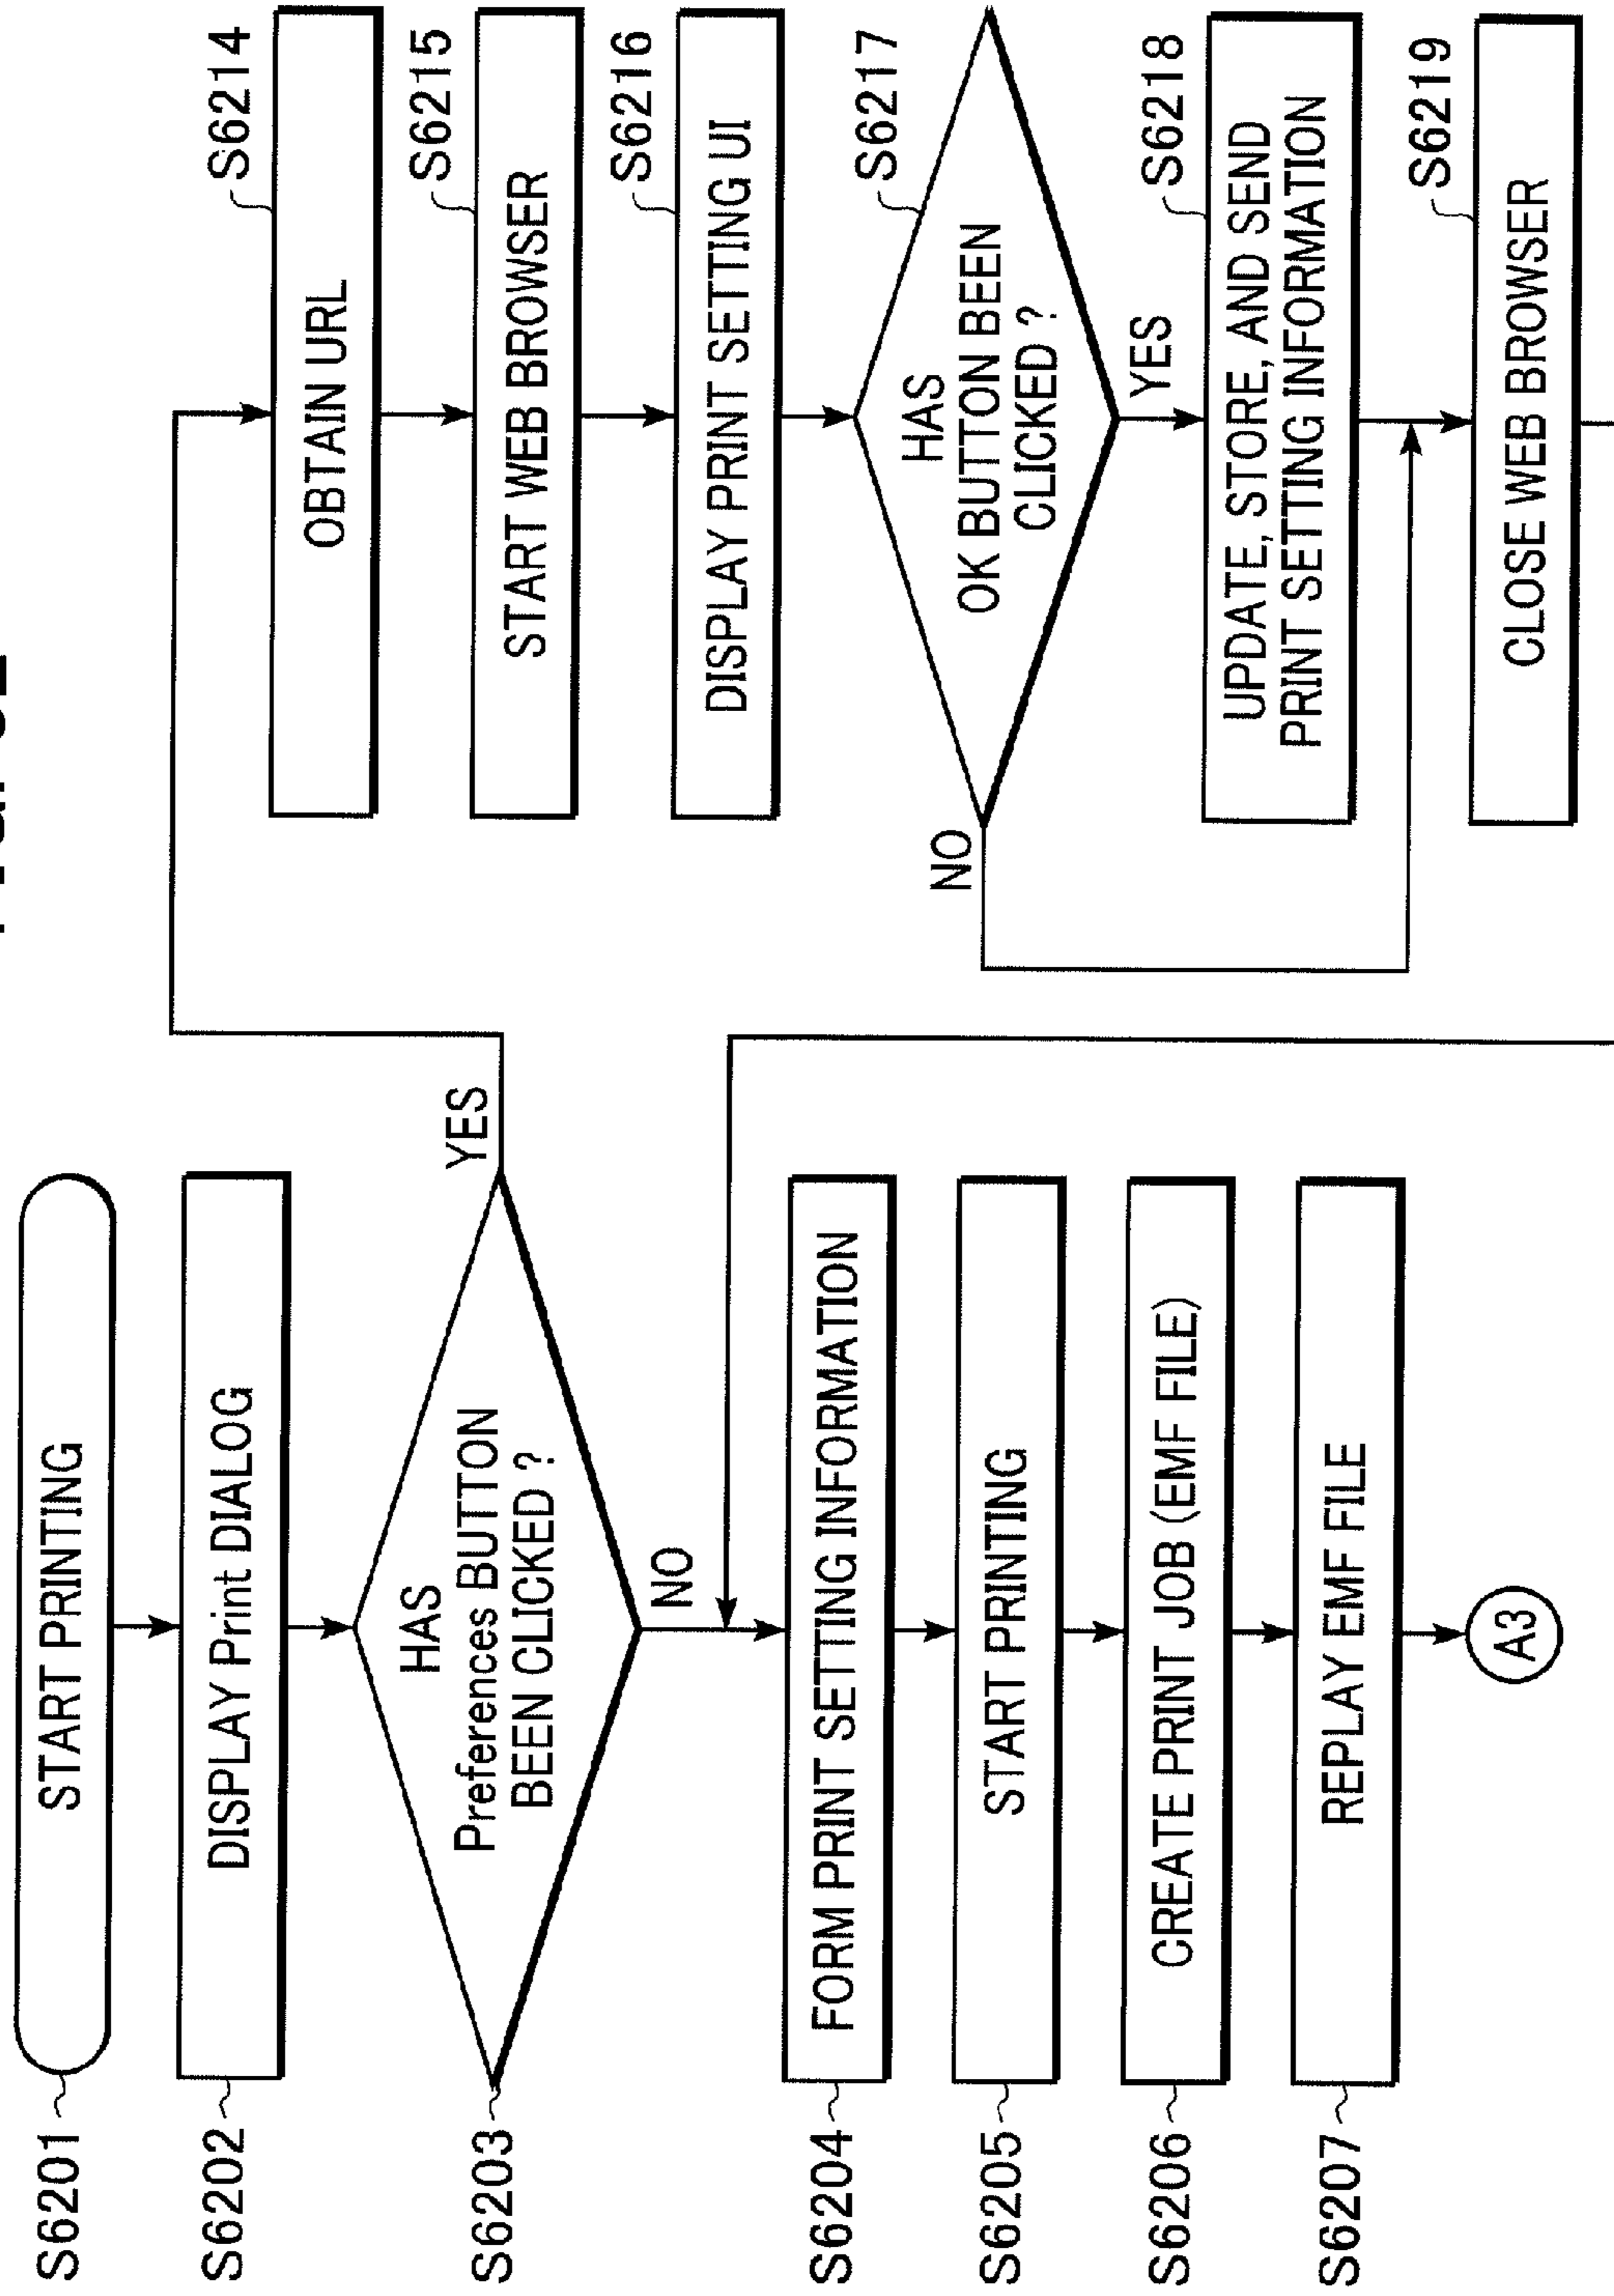 S6201
START PRINTING
S6202
DISPLAY Print DIALOG
S6203
HAS
Preferences BUTTON
BEEN CLICKED ?
YES
NO
S6204
FORM PRINT SETTING INFORMATION
S6205
START PRINTING
S6206
CREATE PRINT JOB (EMF FILE)
S6207
REPLAY EMF FILE
A3
S6214
OBTAIN URL
S6215
START WEB BROWSER
S6216
DISPLAY PRINT SETTING UI
S6217
HAS
OK BUTTON BEEN
CLICKED ?
NO
YES
S6218
UPDATE, STORE, AND SEND
PRINT SETTING INFORMATION
S6219
CLOSE WEB BROWSER